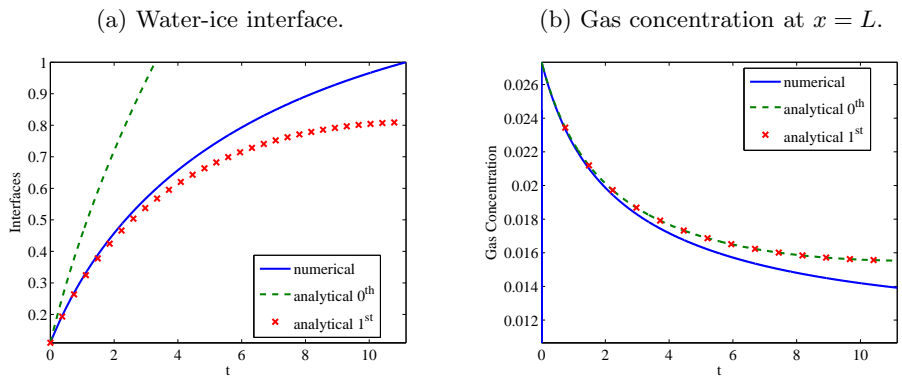 (a) Water-ice interface.
1
0.9
0.8
0.7
0.6
0.5
0.4
0.3
0.2
Interfaces
numerical
analytical 0th
analytical 1st
0 2 4 6 8 10
t
(b) Gas concentration at x = L.
0.026
0.024
0.022
0.02
0.018
0.016
0.014
0.012
Gas Concentration
numerical
analytical 0th
analytical 1st
0 2 4 6 8 10
t